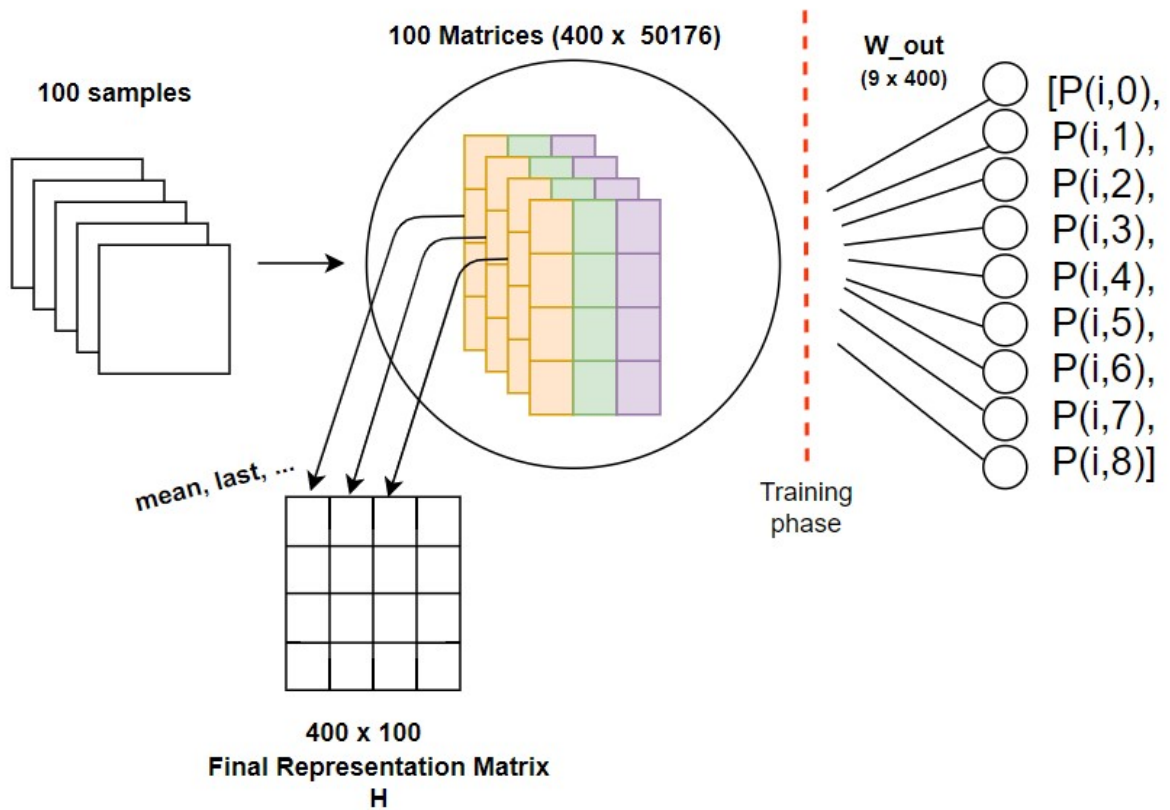 100 samples
100 Matrices (400 x 50176)
W_out
(9 x 400)
[P(i,0),
P(i,1),
P(i,2),
P(i,3),
P(i,4),
P(i,5),
P(i,6),
P(i,7),
P(i,8)]
mean, last, ...
Training
phase
400 x 100
Final Representation Matrix
H